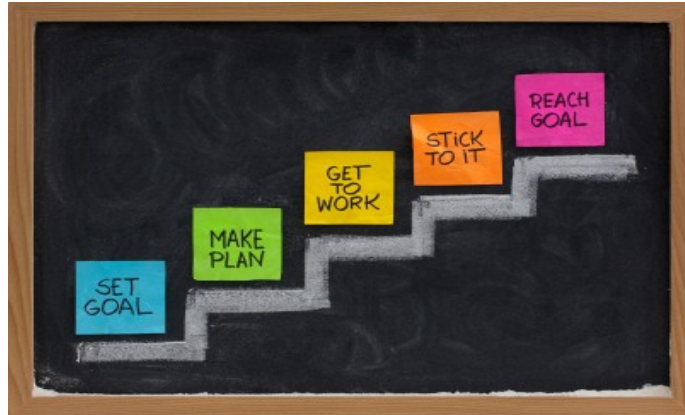 SET
GOAL
MAKE
PLAN
GET
TO
WORK
STICK
TO IT
REACH
GOAL